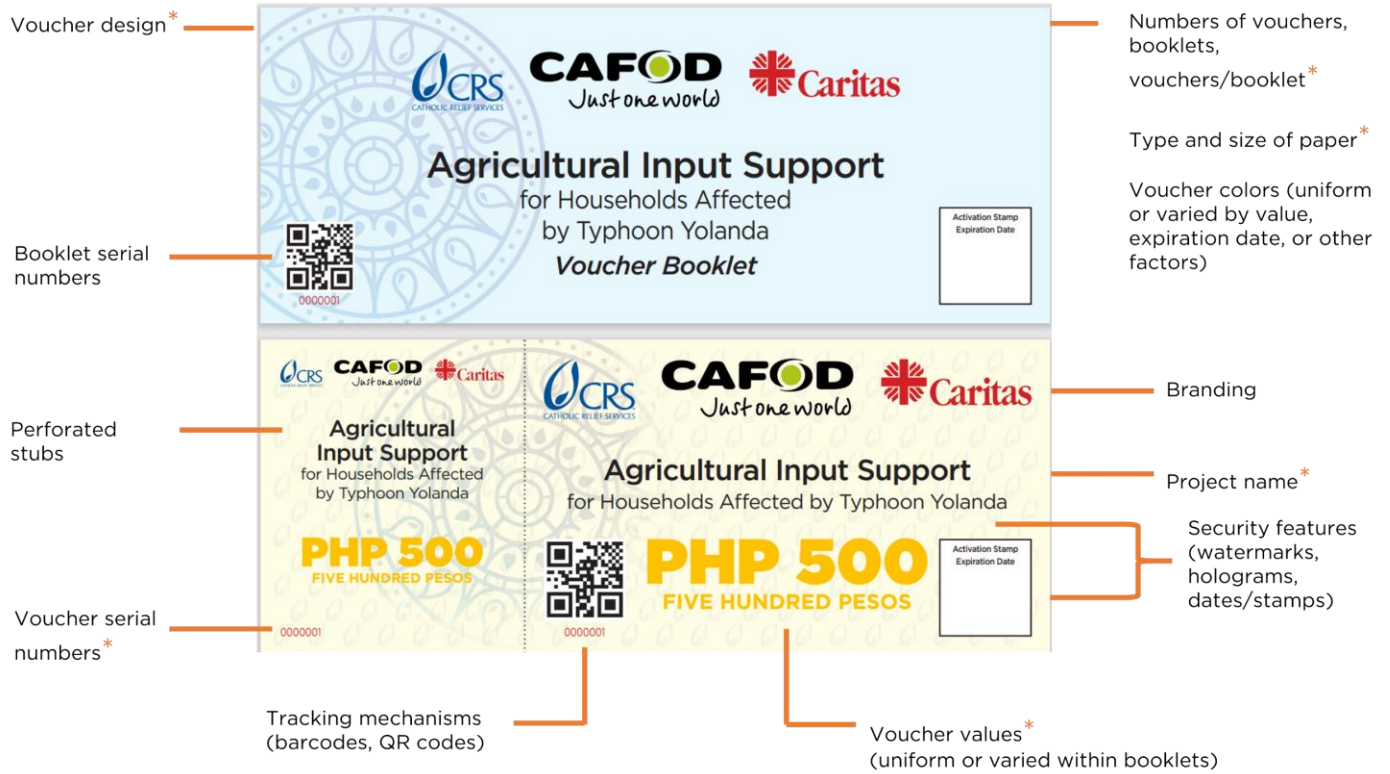 Voucher design*
Numbers of vouchers,
booklets,
vouchers/booklet*
Type and size of paper*
Voucher colors (uniform
or varied by value,
expiration date, or other
factors)
CRS
CATHOLIC RELIEF SERVICES
CAFOD
Just one world
Caritas
Agricultural Input Support
for Households Affected
by Typhoon Yolanda
Voucher Booklet
Activation Stamp
Expiration Date
Booklet serial
numbers
0000001
CRS
CATHOLIC RELIEF SERVICES
CAFOD
Just one world
Caritas
Agricultural
Input Support
for Households Affected
by Typhoon Yolanda
PHP 500
FIVE HUNDRED PESOS
0000001
CRS
CATHOLIC RELIEF SERVICES
CAFOD
Just one world
Caritas
Agricultural Input Support
for Households Affected by Typhoon Yolanda
PHP 500
FIVE HUNDRED PESOS
0000001
Activation Stamp
Expiration Date
Perforated
stubs
Voucher serial
numbers*
Branding
Project name*
Security features
(watermarks,
holograms,
dates/stamps)
Tracking mechanisms
(barcodes, QR codes)
Voucher values*
(uniform or varied within booklets)